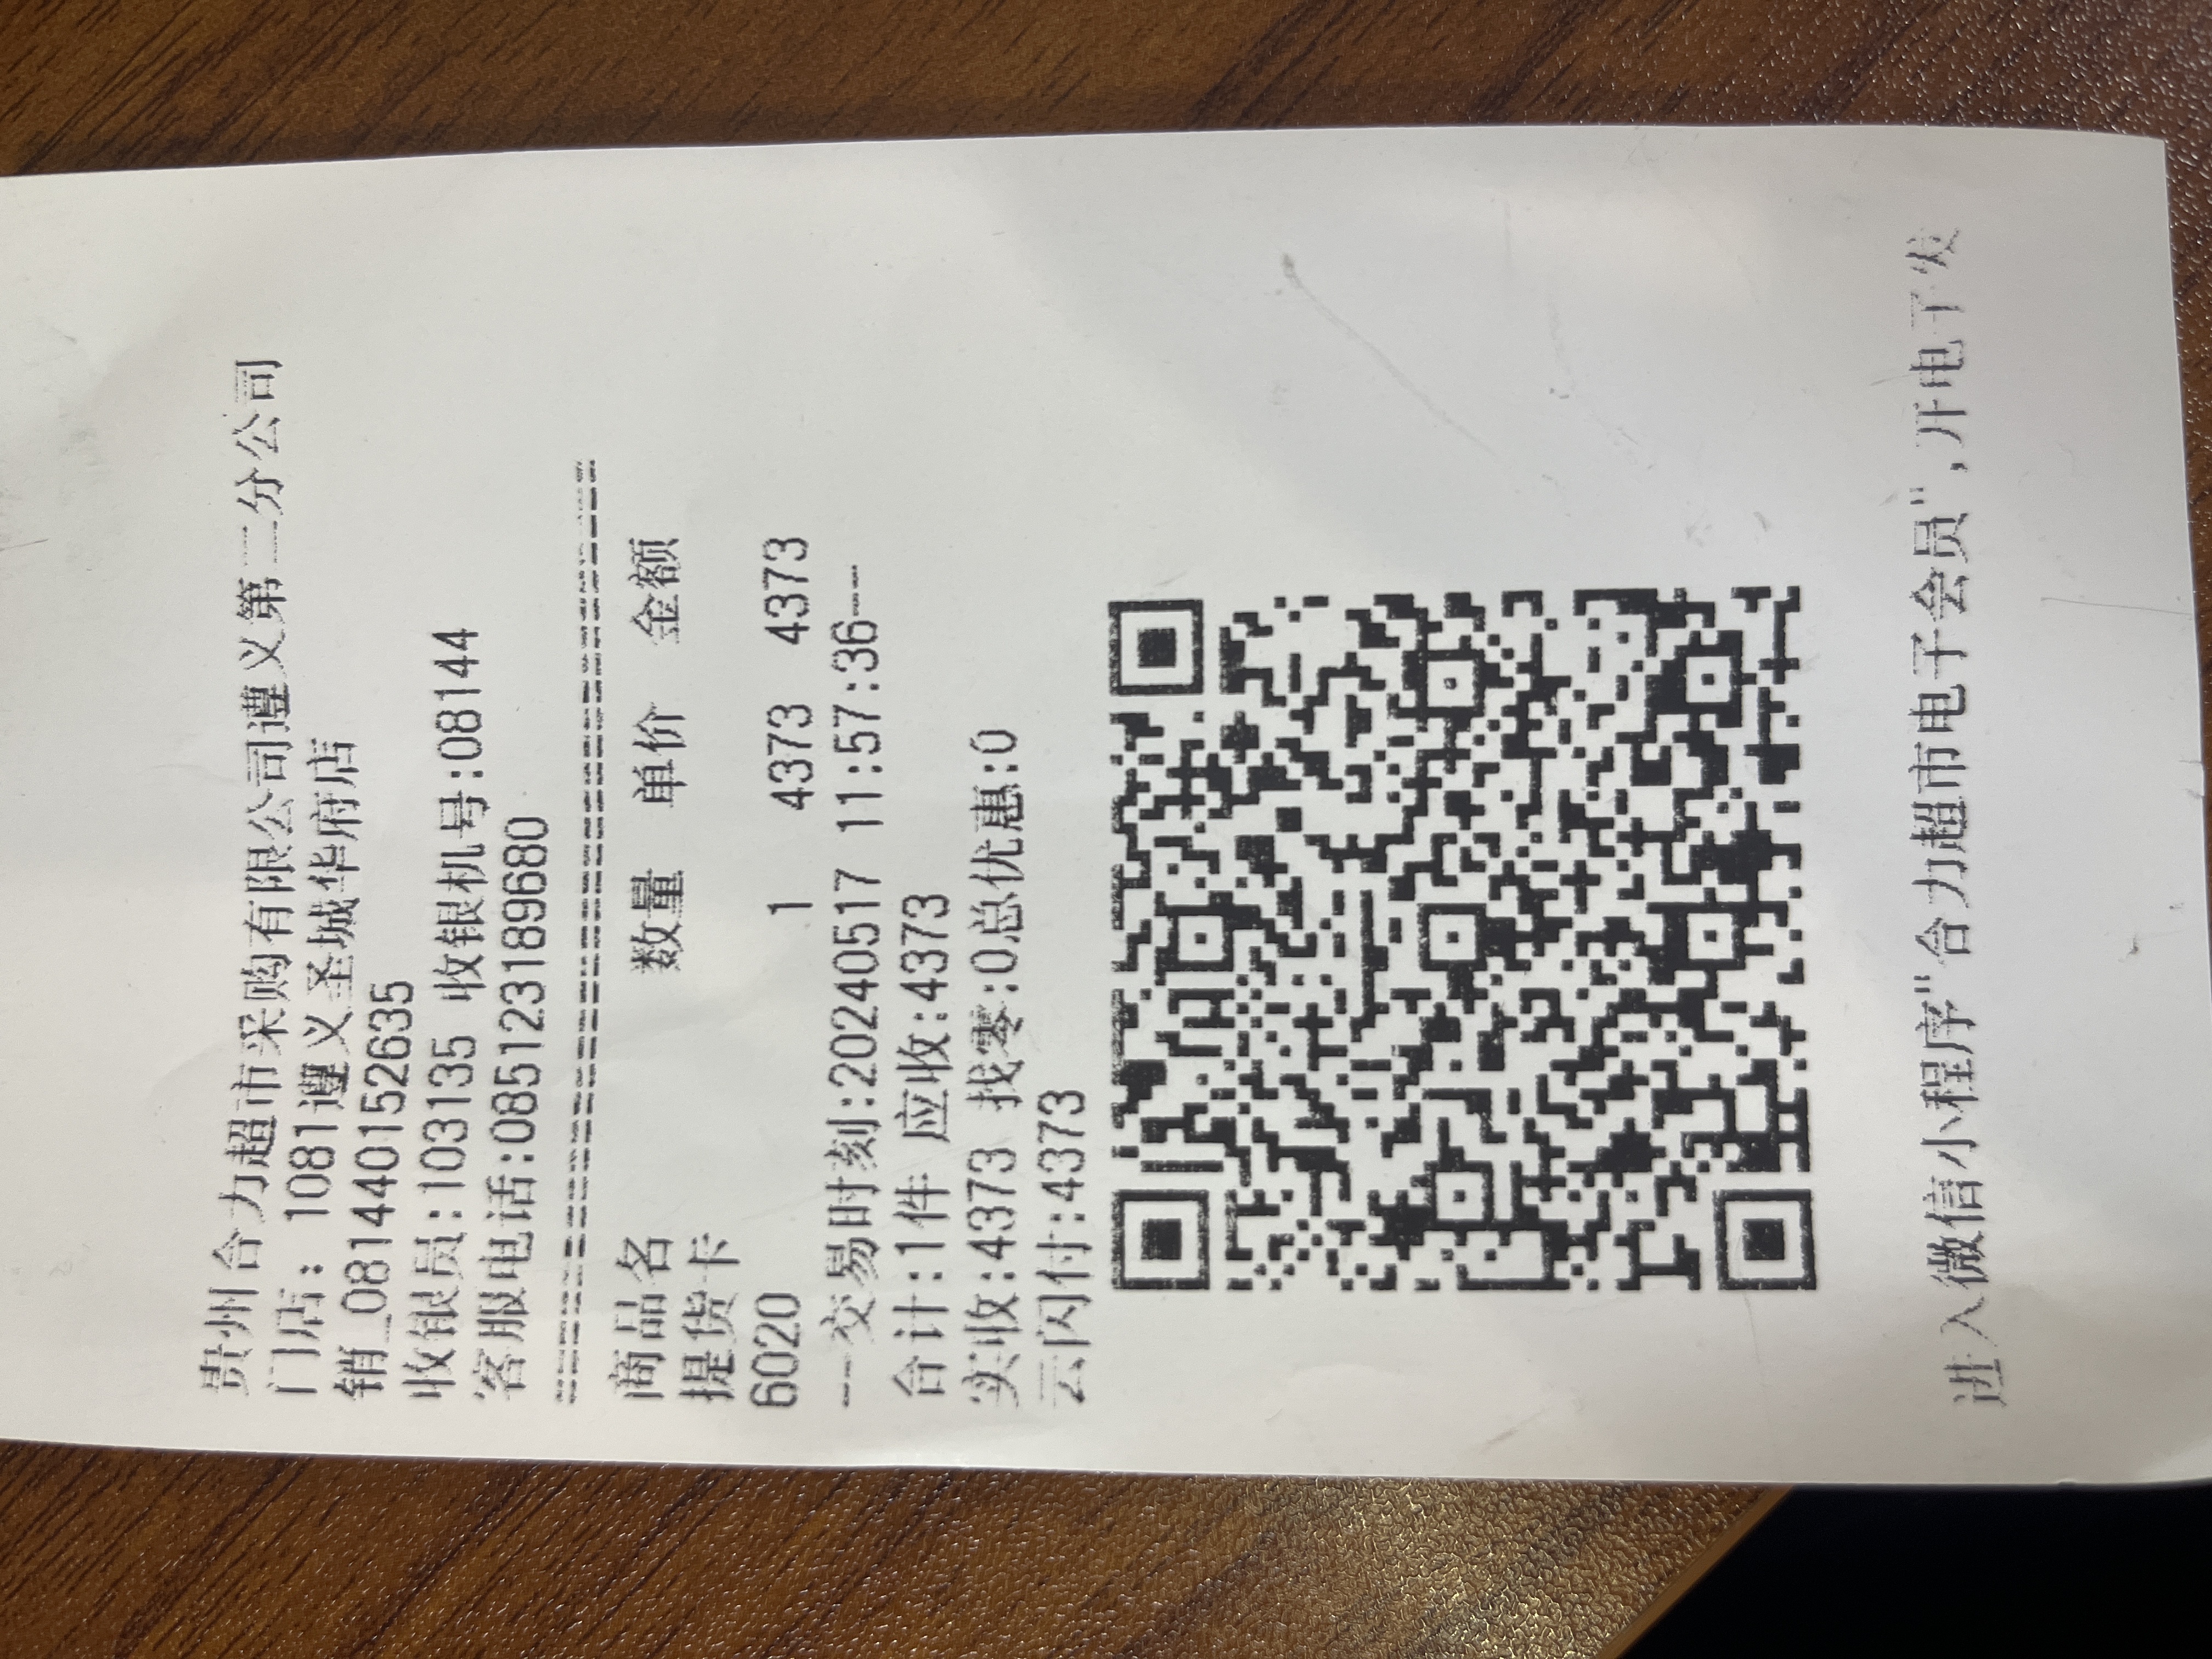 贵州合力超市采购有限公司遵义第二分公司
门店: 1081遵义圣城华府店
销_081440152635
收银员:103135 收银机号:08144
客服电话:085123189680
================================
商品名 数量 单价 金额
提货卡
6020 1 4373 4373
--交易时刻:20240517 11:57:36--
合计:1件 应收:4373
实收:4373 找零:0总优惠:0
云闪付:4373
进入微信小程序"合力超市电子会员",开电子发